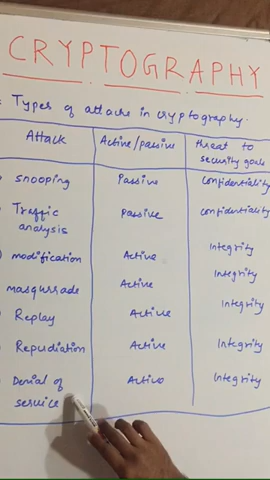 CRYPTOGRAPHY
Types of attacks in cryptography.
Attack Active/passive threat to security goals
snooping Passive Confidentiality
Traffic analysis passive confidentiality
modification Active Integrity
masqurade Active Integrity
Replay Active Integrity
Repudiation Active Integrity
Denial of service Active Integrity